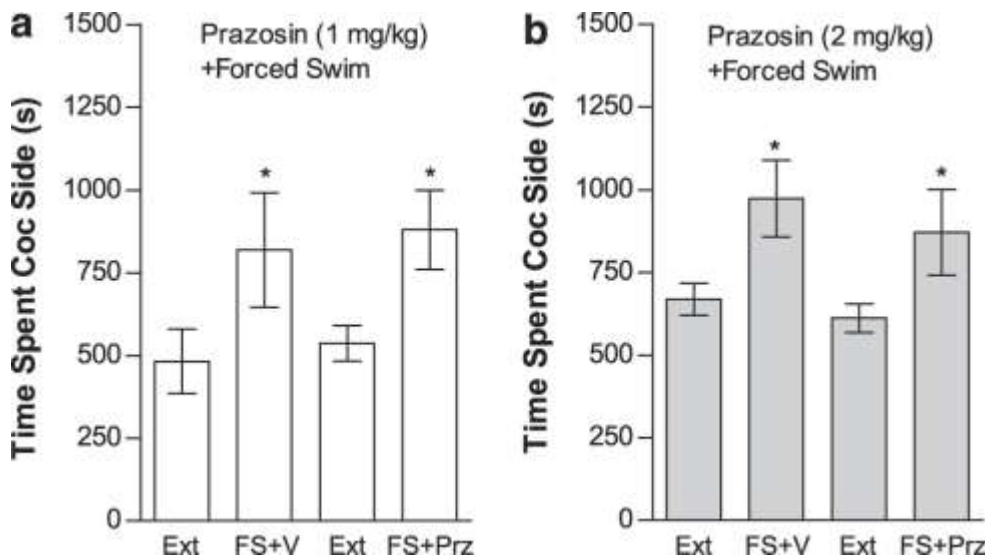 a
Prazosin (1 mg/kg)
+Forced Swim
Time Spent Coc Side (s)
1500
1250
1000
750
500
250
0
*
*
Ext FS+V Ext FS+Prz
b
Prazosin (2 mg/kg)
+Forced Swim
Time Spent Coc Side (s)
1500
1250
1000
750
500
250
0
*
*
Ext FS+V Ext FS+Prz